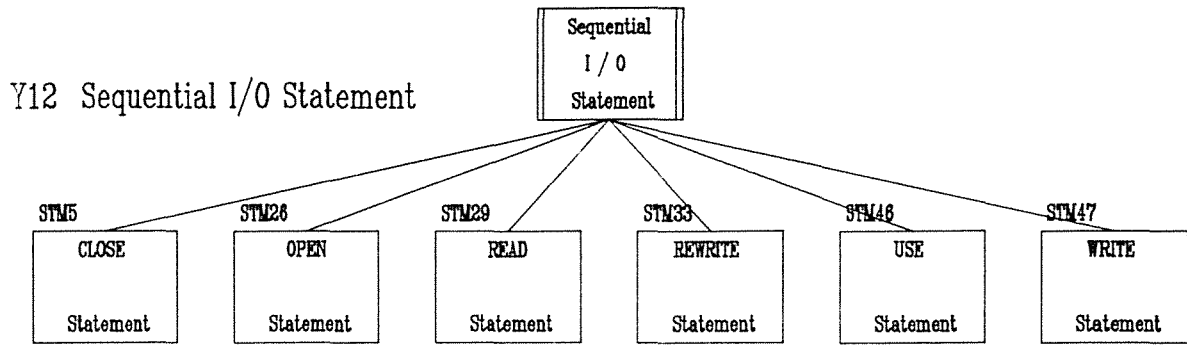 Sequential
I / O
Statement
Y12 Sequential I/O Statement
STM5
CLOSE
Statement
STM26
OPEN
Statement
STM29
READ
Statement
STM33
REWRITE
Statement
STM46
USE
Statement
STM47
WRITE
Statement